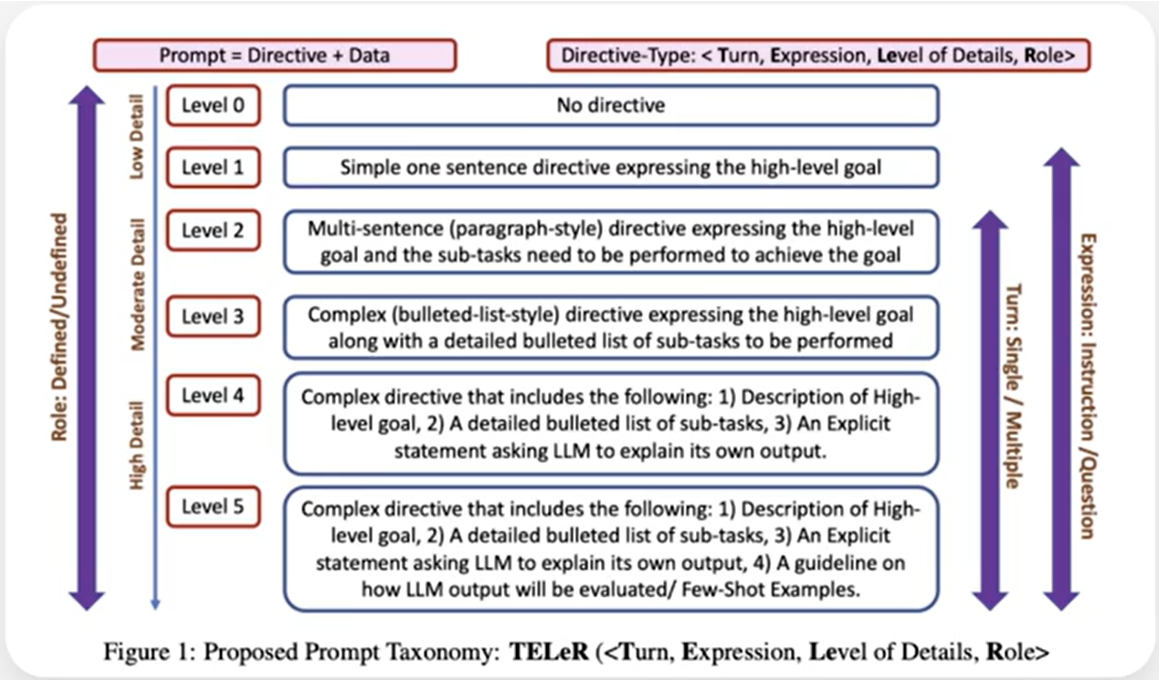 Prompt = Directive + Data
Directive-Type: < Turn, Expression, Level of Details, Role>
Role: Defined/Undefined
Low Detail
Moderate Detail
High Detail
Level 0
No directive
Level 1
Simple one sentence directive expressing the high-level goal
Level 2
Multi-sentence (paragraph-style) directive expressing the high-level
goal and the sub-tasks need to be performed to achieve the goal
Level 3
Complex (bulleted-list-style) directive expressing the high-level goal
along with a detailed bulleted list of sub-tasks to be performed
Level 4
Complex directive that includes the following: 1) Description of High-
level goal, 2) A detailed bulleted list of sub-tasks, 3) An Explicit
statement asking LLM to explain its own output.
Level 5
Complex directive that includes the following: 1) Description of High-
level goal, 2) A detailed bulleted list of sub-tasks, 3) An Explicit
statement asking LLM to explain its own output, 4) A guideline on
how LLM output will be evaluated/ Few-Shot Examples.
Turn: Single / Multiple
Expression: Instruction /Question
Figure 1: Proposed Prompt Taxonomy: TELeR (<Turn, Expression, Level of Details, Role>